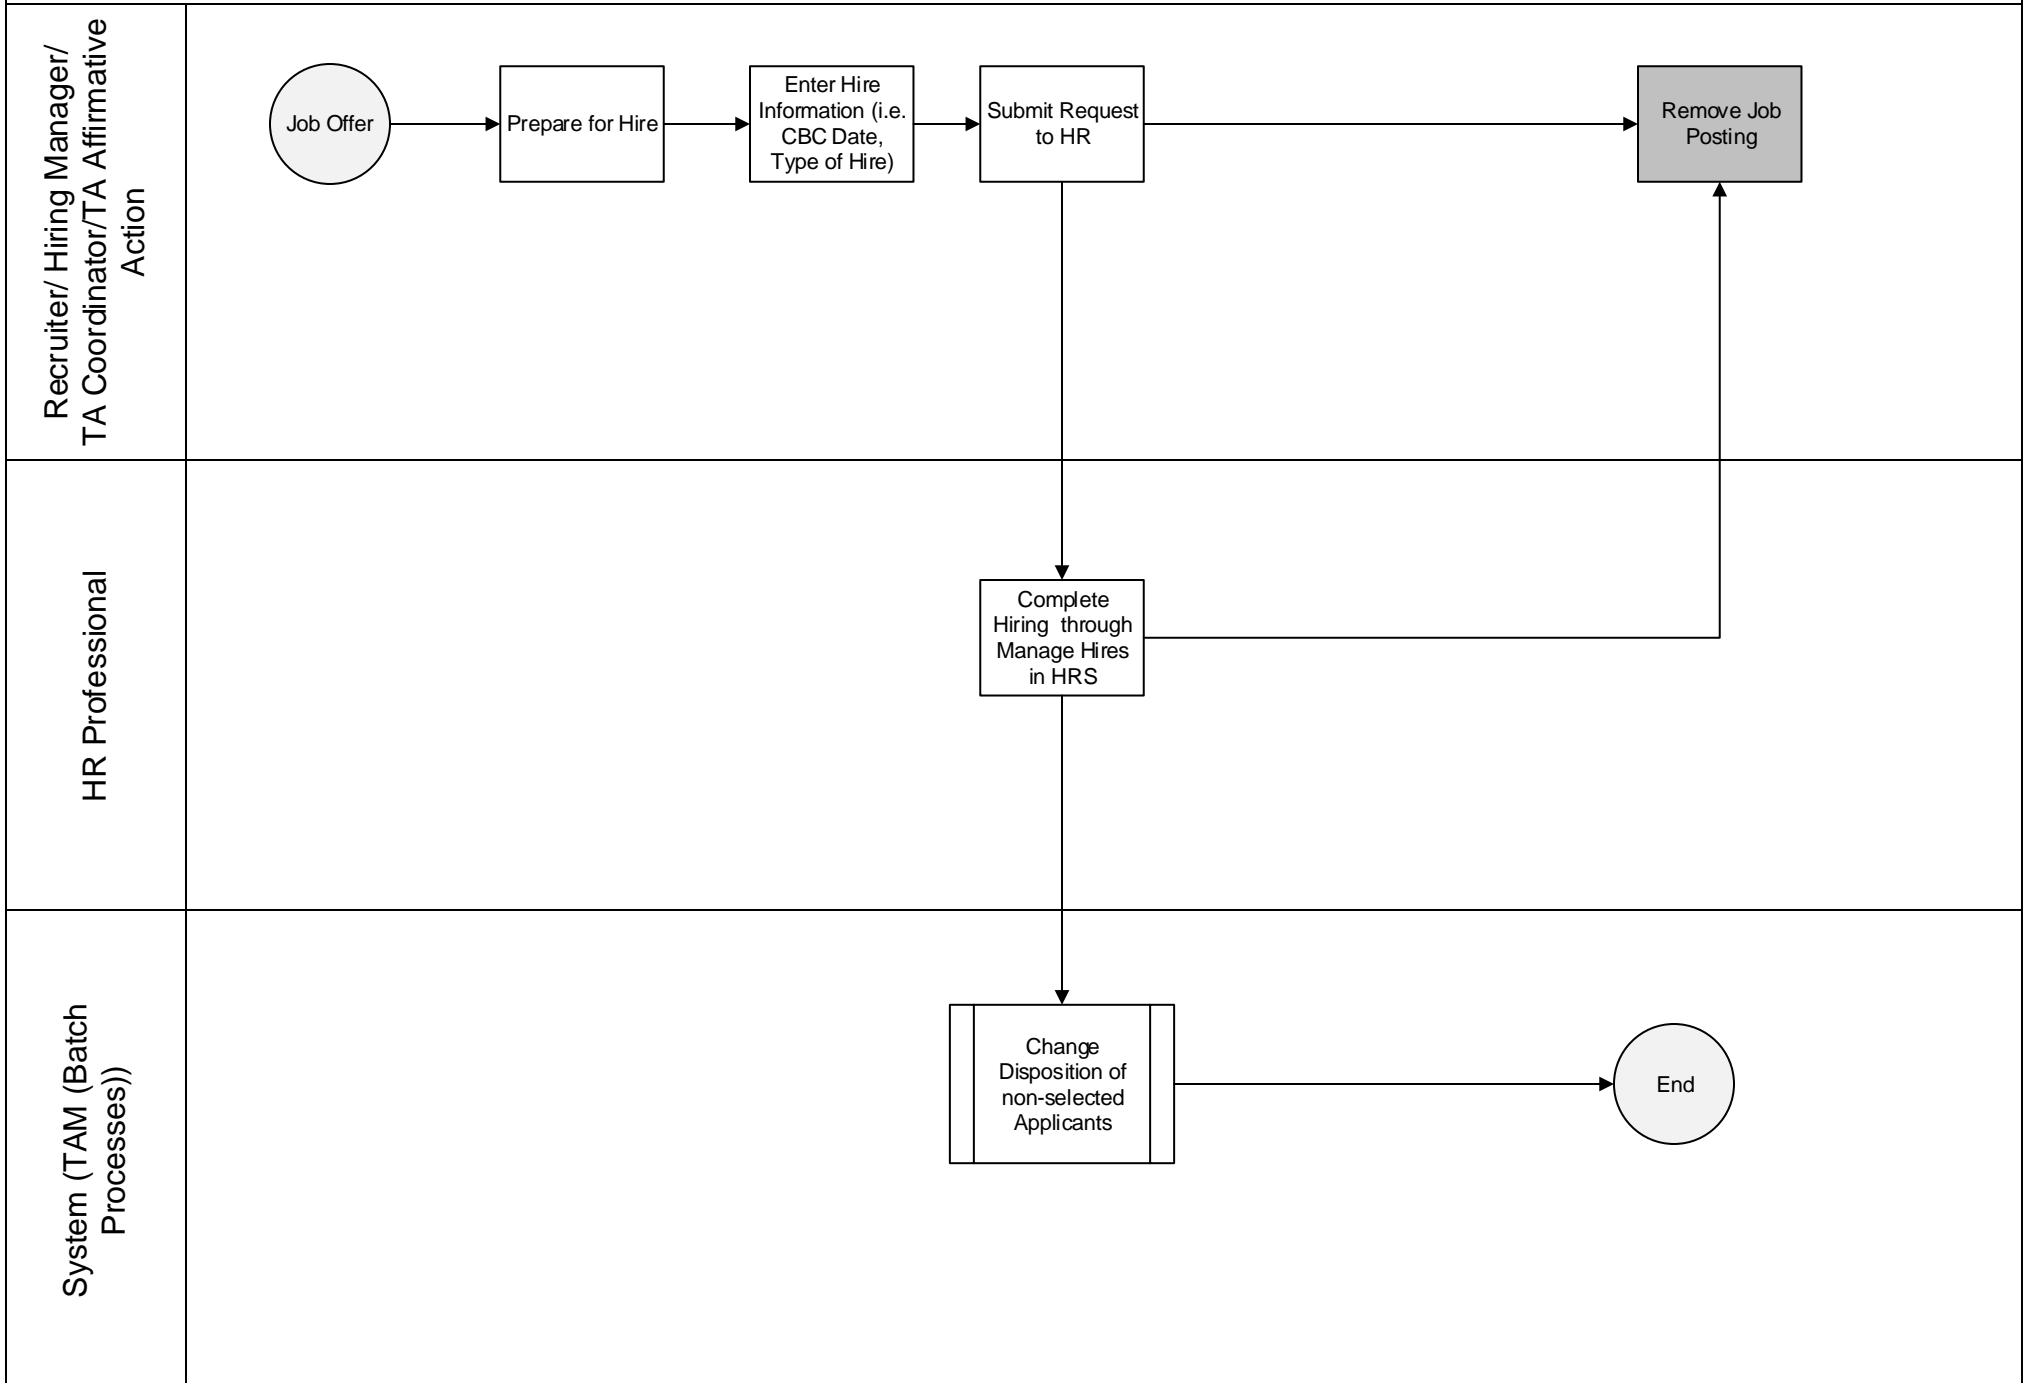 Recruiter/ Hiring Manager/
TA Coordinator/TA Affirmative
Action
Job Offer
Prepare for Hire
Enter Hire
Information (i.e.
CBC Date,
Type of Hire)
Submit Request
to HR
Remove Job
Posting
HR Professional
Complete
Hiring through
Manage Hires
in HRS
System (TAM (Batch
Processes))
Change
Disposition of
non-selected
Applicants
End